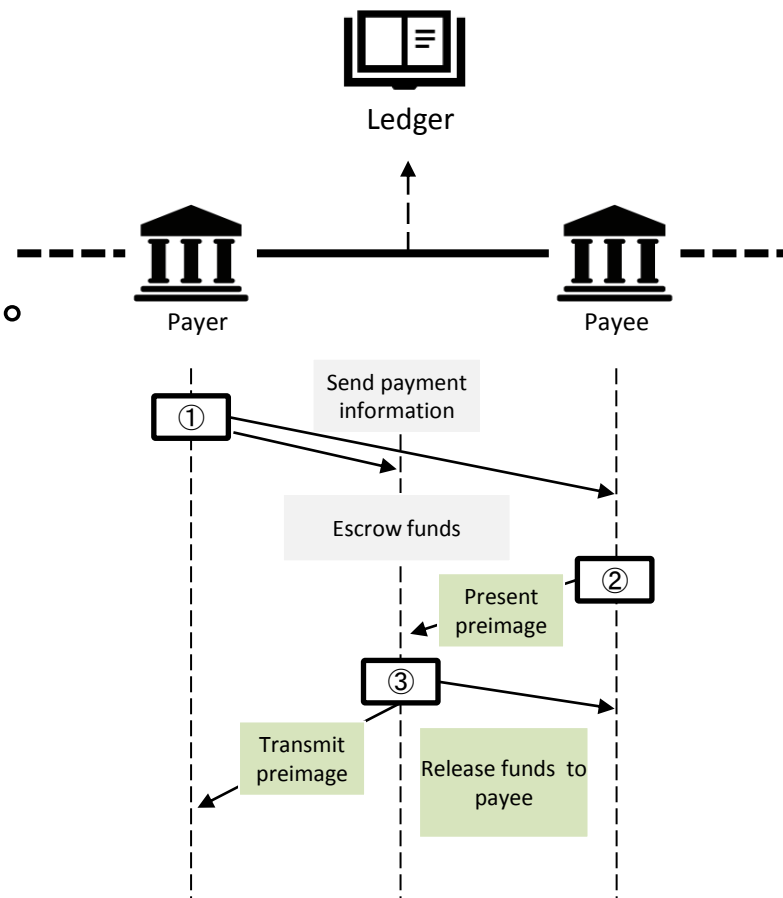 Ledger
Payer
Payee
Send payment
information
①
Escrow funds
②
Present
preimage
③
Transmit
preimage
Release funds to
payee